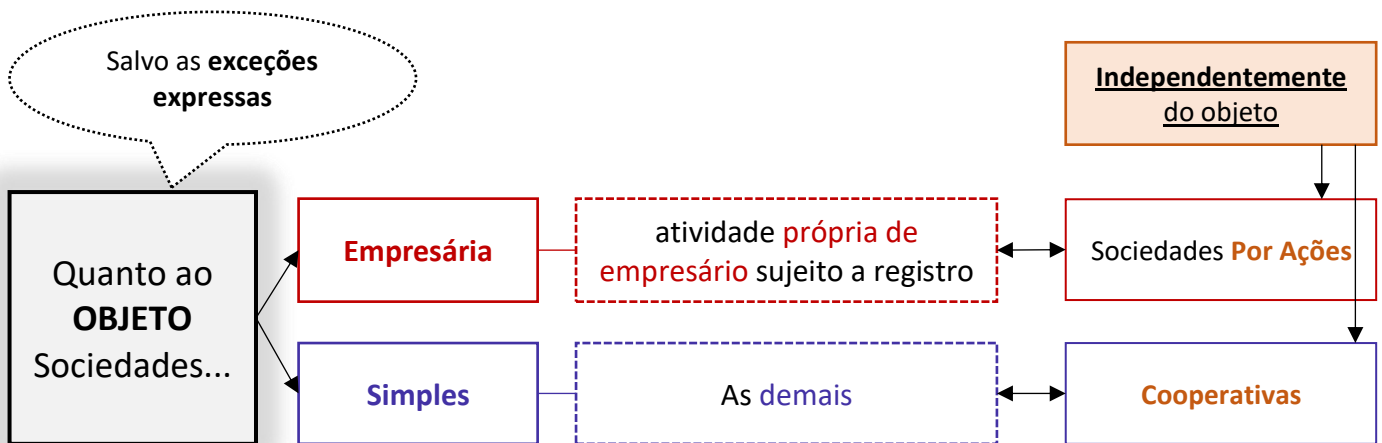 Salvo as exceções
expressas
Independentemente
do objeto
Quanto ao
OBJETO
Sociedades...
Empresária
atividade própria de
empresário sujeito a registro
Sociedades Por Ações
Simples
As demais
Cooperativas